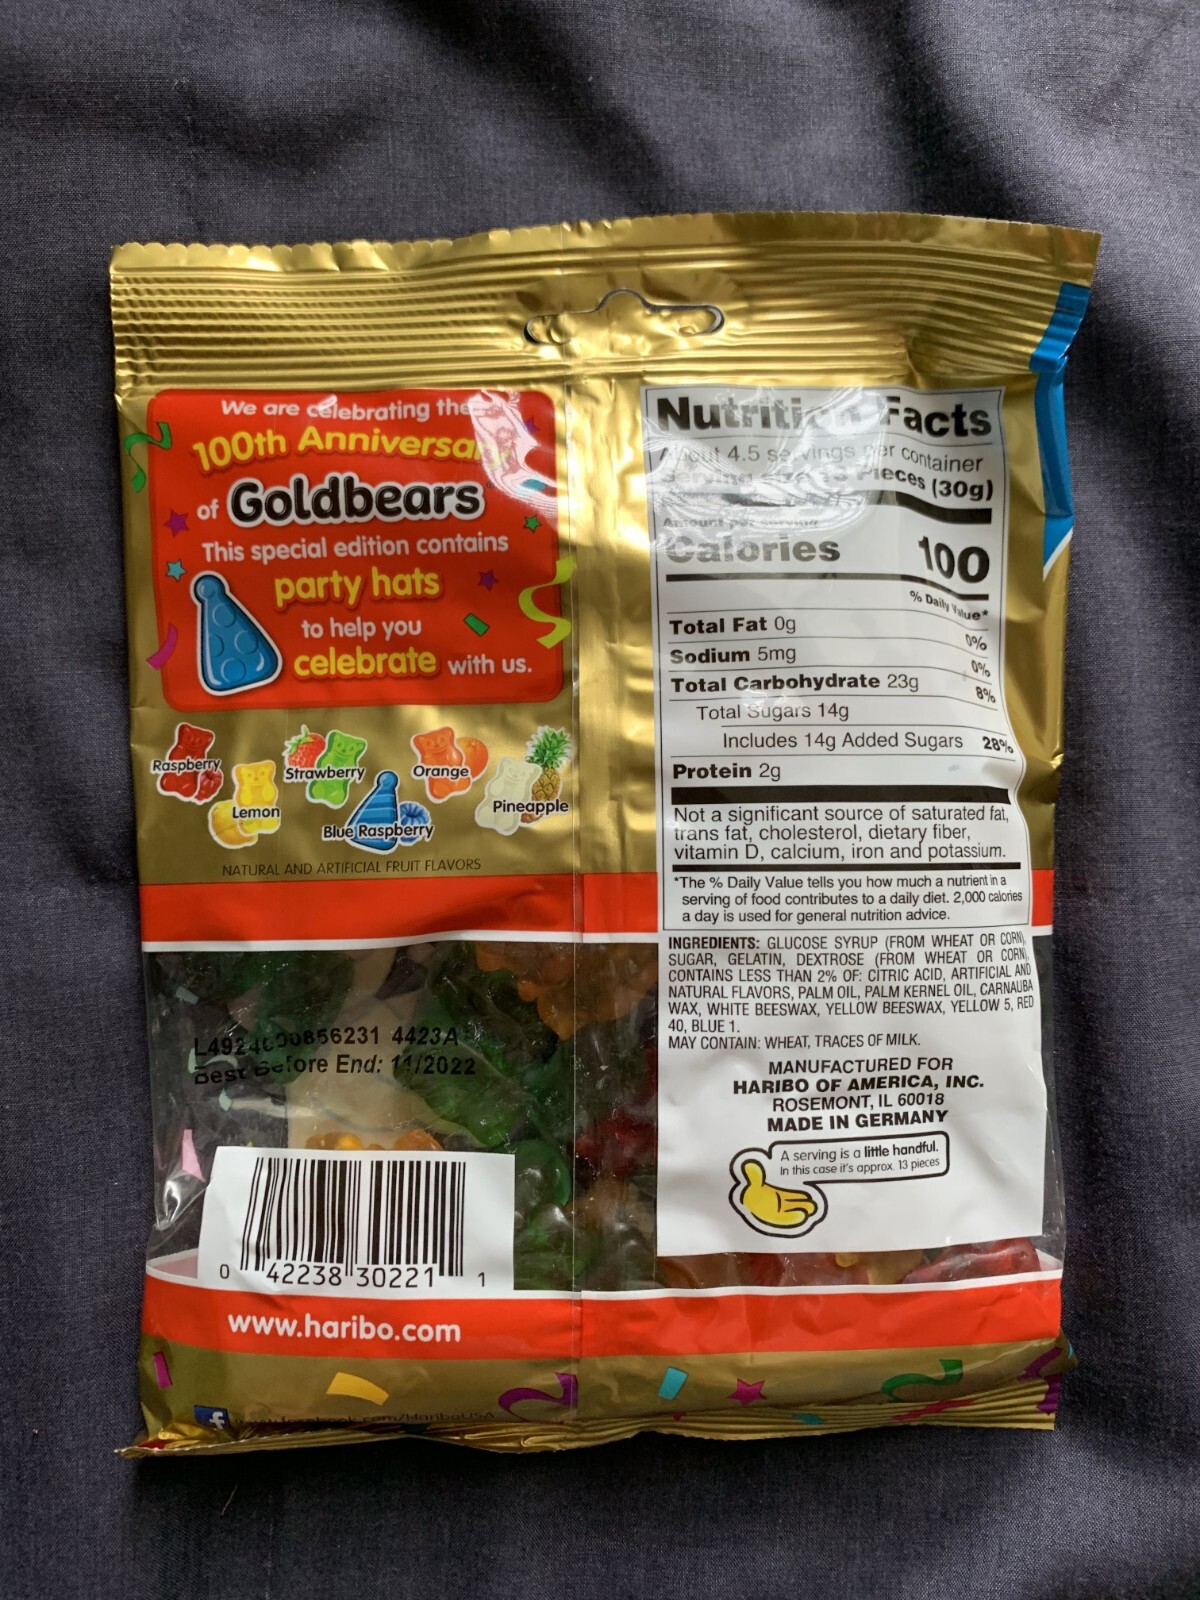 We are celebrating the
100th Anniversary
of Goldbears
This special edition contains
party hats
to help you
celebrate with us.
Raspberry
Lemon
Strawberry
Blue Raspberry
Orange
Pineapple
NATURAL AND ARTIFICIAL FRUIT FLAVORS
4423A
Best Before End: 11/2022
0 42238 30221 1
www.haribo.com
f www.facebook.com/HariboUSA
Nutrition Facts
About 4.5 servings per container
Serving size 13 Pieces (30g)
Amount per serving
Calories 100
% Daily Value*
Total Fat 0g 0%
Sodium 5mg 0%
Total Carbohydrate 23g 8%
Total Sugars 14g
Includes 14g Added Sugars 28%
Protein 2g
Not a significant source of saturated fat,
trans fat, cholesterol, dietary fiber,
vitamin D, calcium, iron and potassium.
*The % Daily Value tells you how much a nutrient in a
serving of food contributes to a daily diet. 2,000 calories
a day is used for general nutrition advice.
INGREDIENTS: GLUCOSE SYRUP (FROM WHEAT OR CORN),
SUGAR, GELATIN, DEXTROSE (FROM WHEAT OR CORN),
CONTAINS LESS THAN 2% OF: CITRIC ACID, ARTIFICIAL AND
NATURAL FLAVORS, PALM OIL, PALM KERNEL OIL, CARNAUBA
WAX, WHITE BEESWAX, YELLOW BEESWAX, YELLOW 5, RED
40, BLUE 1.
MAY CONTAIN: WHEAT, TRACES OF MILK.
MANUFACTURED FOR
HARIBO OF AMERICA, INC.
ROSEMONT, IL 60018
MADE IN GERMANY
A serving is a little handful.
In this case it's approx. 13 pieces